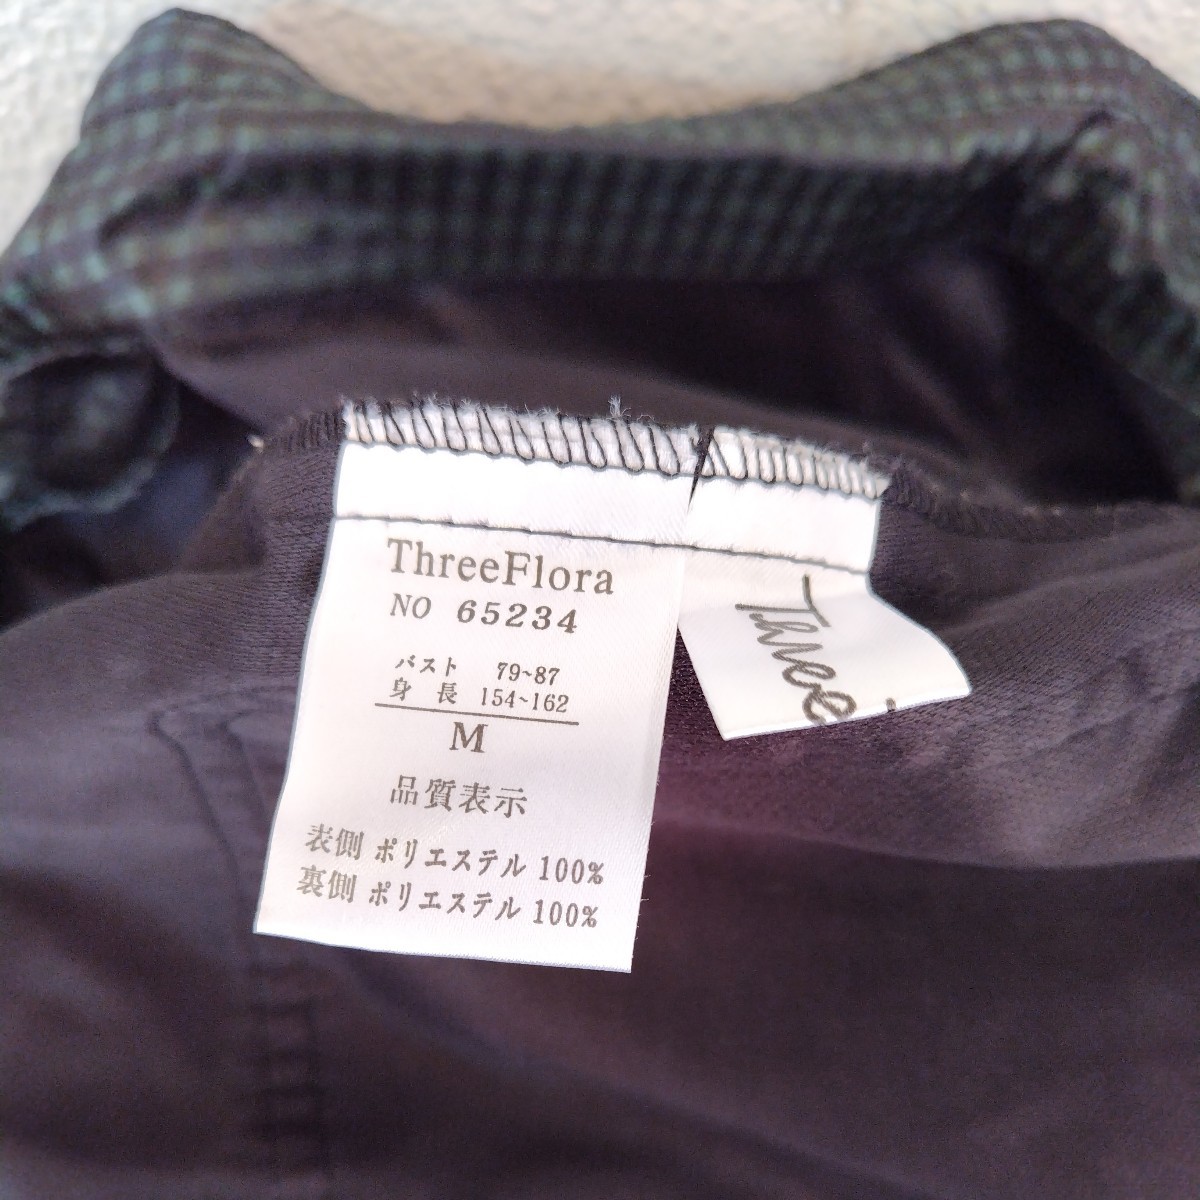 ThreeFlora
NO 65234
バスト 79~87
身 長 154~162
M
品質表示
表側 ポリエステル 100%
裏側 ポリエステル 100%
Three